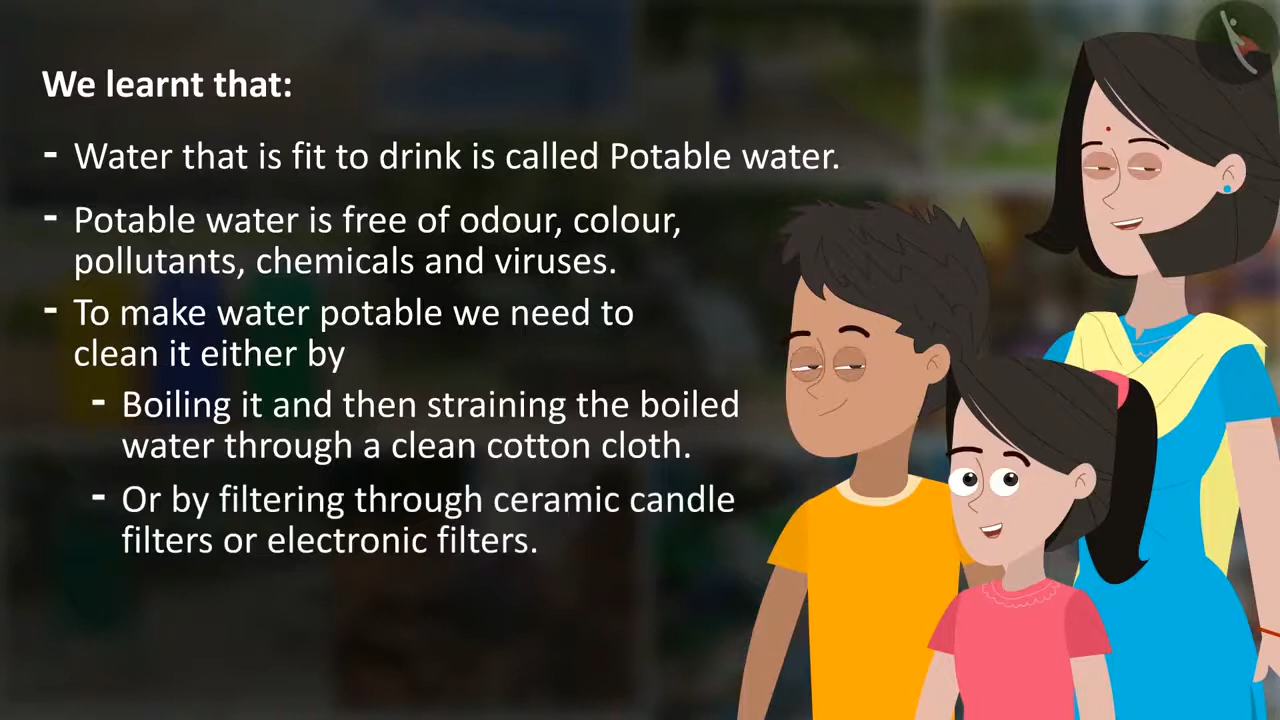 We learnt that:
- Water that is fit to drink is called Potable water.
- Potable water is free of odour, colour,
pollutants, chemicals and viruses.
- To make water potable we need to
clean it either by
- Boiling it and then straining the boiled
water through a clean cotton cloth.
- Or by filtering through ceramic candle
filters or electronic filters.